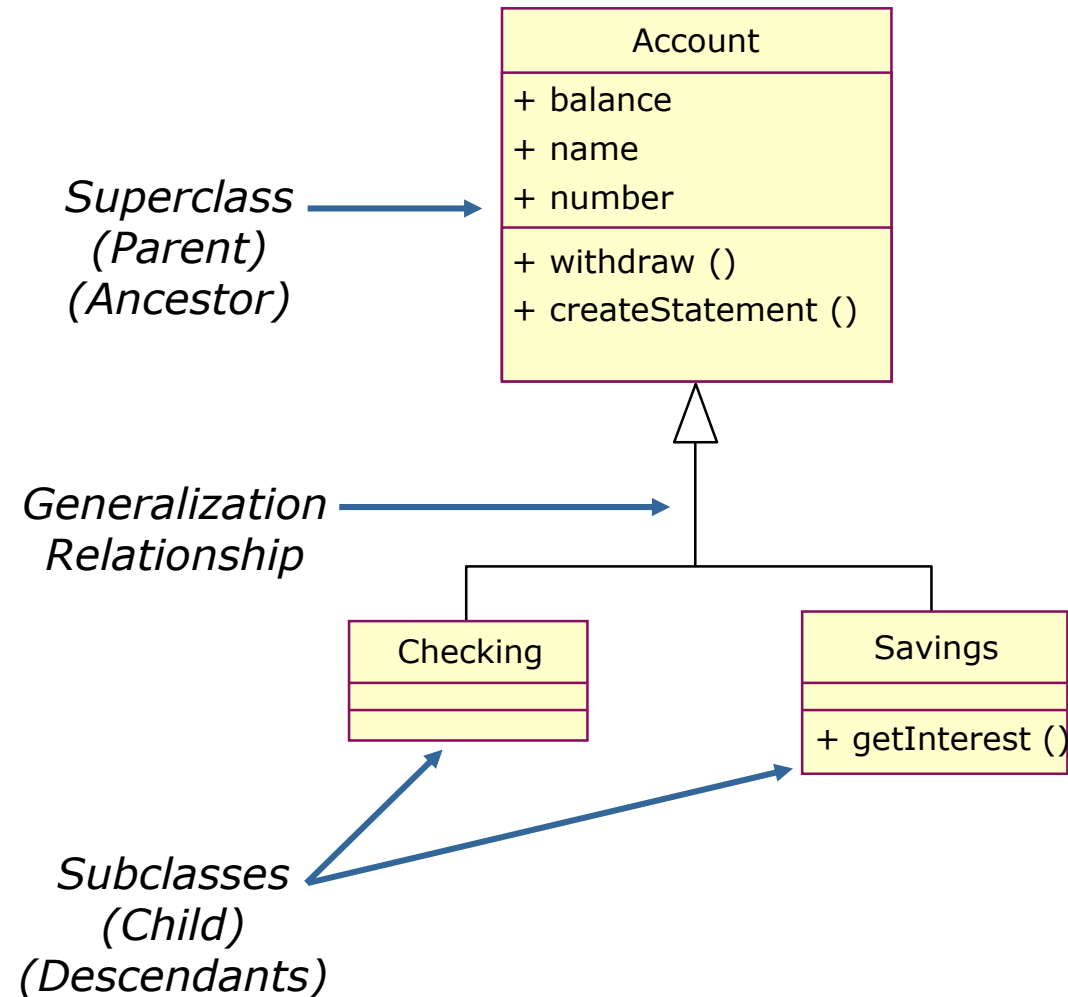 Account
+ balance
+ name
+ number
+ withdraw ()
+ createStatement ()
Superclass
(Parent)
(Ancestor)
Generalization
Relationship
Checking
Savings
+ getInterest ()
Subclasses
(Child)
(Descendants)